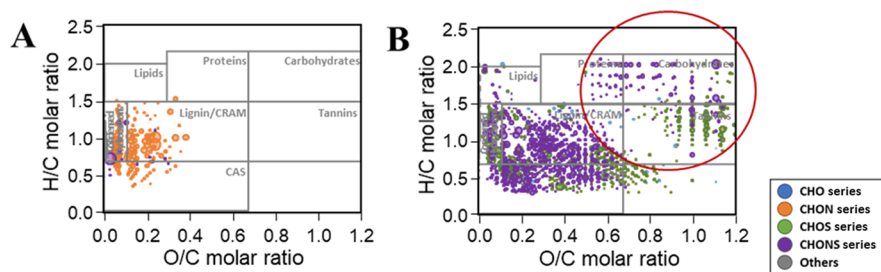 A
2.5
2.0
1.5
1.0
0.5
0.0
H/C molar ratio
Lipids
Proteins
Carbohydrates
Lignin/CRAM
Tannins
CAS
0.0 0.2 0.4 0.6 0.8 1.0 1.2
O/C molar ratio
B
2.5
2.0
1.5
1.0
0.5
0.0
H/C molar ratio
Lipids
Proteins
Carbohydrates
Lignin/CRAM
Tannins
0.0 0.2 0.4 0.6 0.8 1.0 1.2
O/C molar ratio
CHO series
CHON series
CHOS series
CHONS series
Others